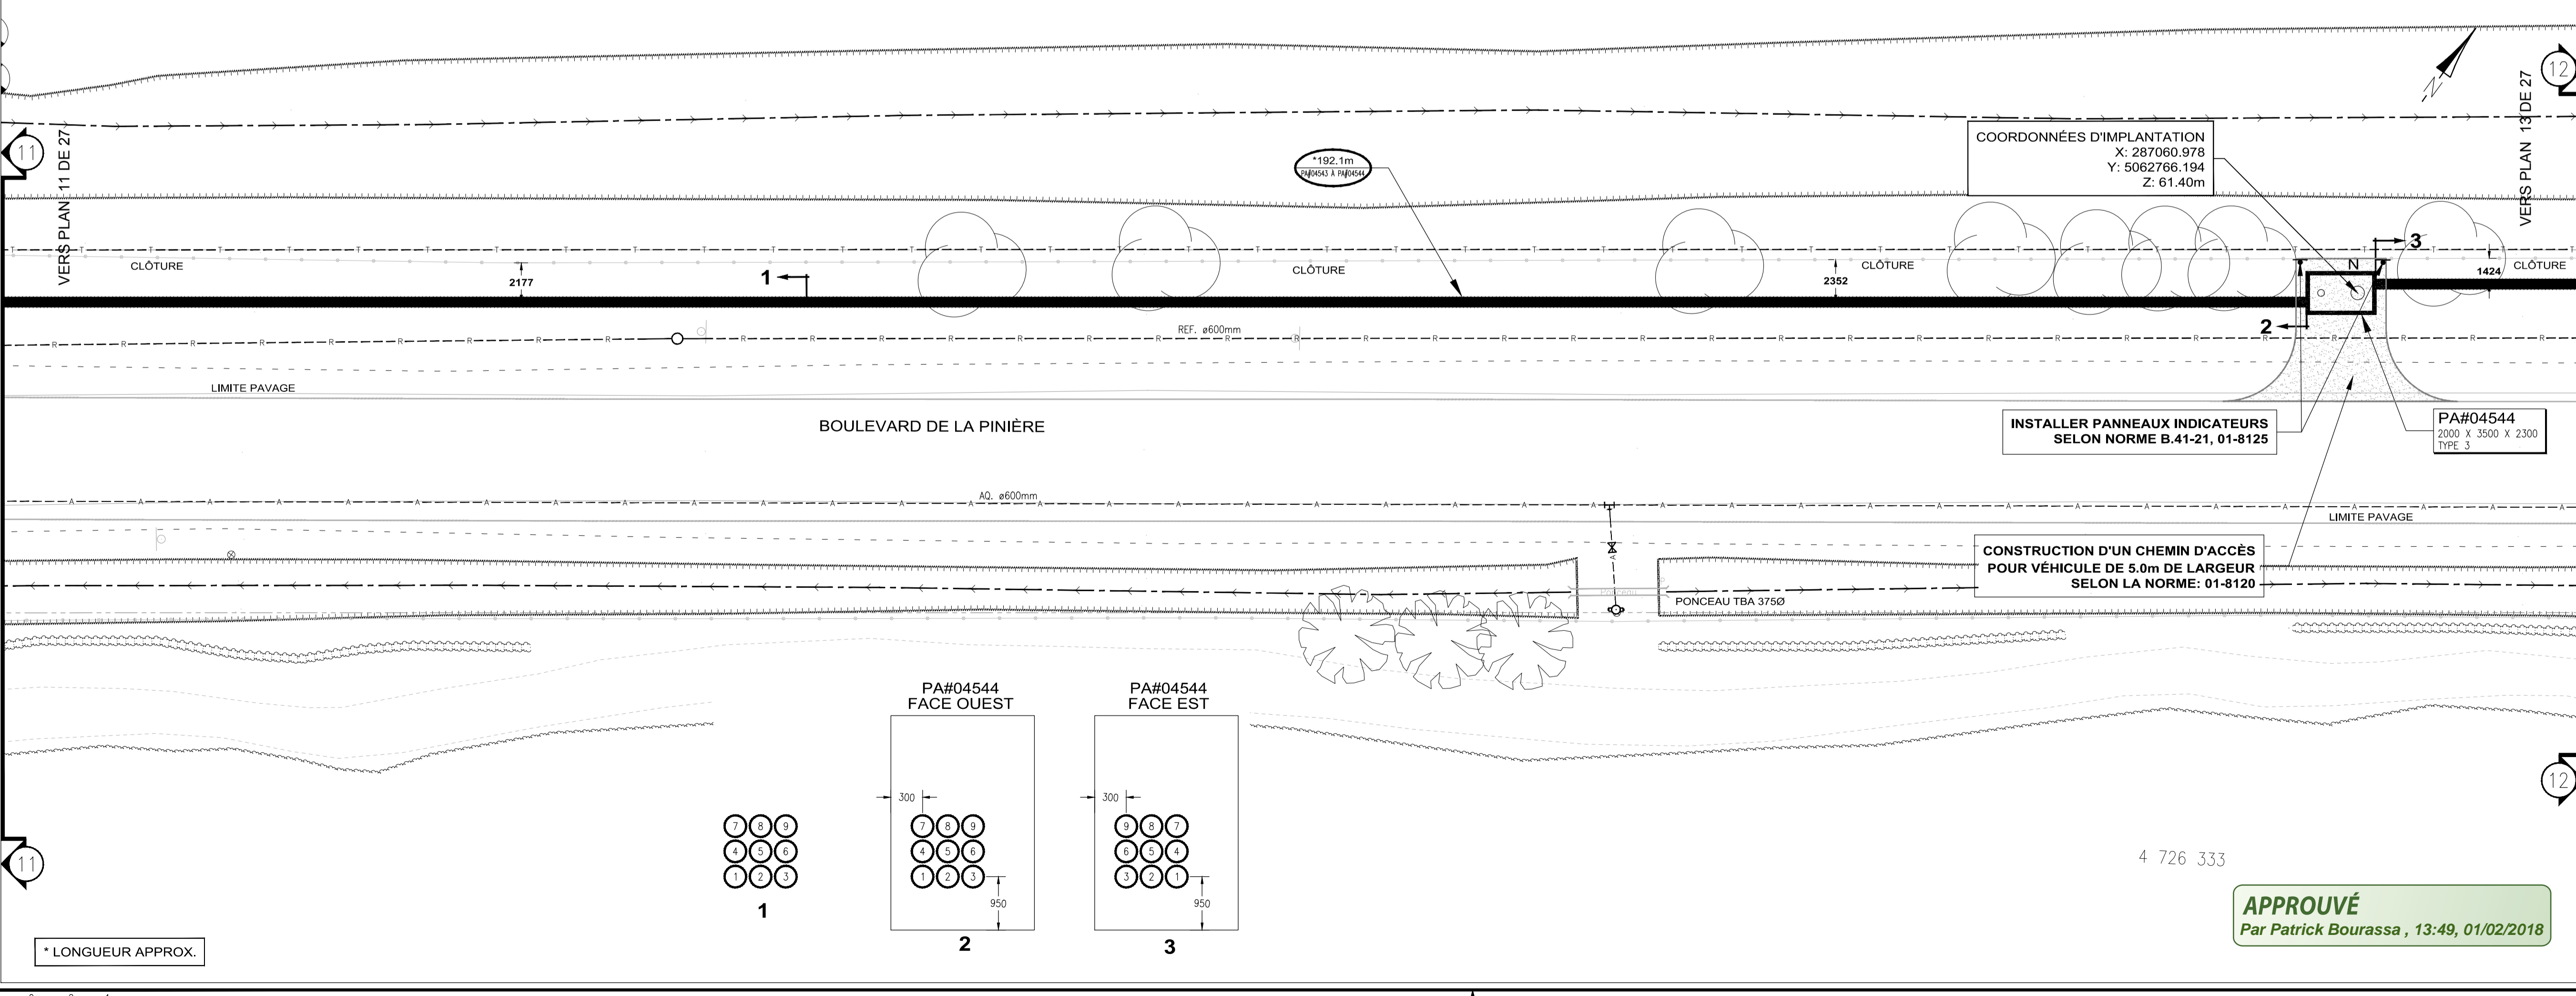 12
N
VERS PLAN 11 DE 27
VERS PLAN 13 DE 27
11
COORDONNÉES D'IMPLANTATION
X: 287060.978
Y: 5062766.194
Z: 61.40m
*192.1m
PA#04543 À PA#04544
CLÔTURE
2177
1
CLÔTURE
2352
CLÔTURE
N
3
1424
CLÔTURE
2
REF. ø600mm
LIMITE PAVAGE
BOULEVARD DE LA PINIÈRE
INSTALLER PANNEAUX INDICATEURS
SELON NORME B.41-21, 01-8125
PA#04544
2000 X 3500 X 2300
TYPE 3
AQ. ø600mm
LIMITE PAVAGE
CONSTRUCTION D'UN CHEMIN D'ACCÈS
POUR VÉHICULE DE 5.0m DE LARGEUR
SELON LA NORME: 01-8120
Ponceau
PONCEAU TBA 375Ø
PA#04544
FACE OUEST
PA#04544
FACE EST
12
300
300
7 8 9
4 5 6
1 2 3
1
7 8 9
4 5 6
1 2 3
950
2
9 8 7
6 5 4
3 2 1
950
3
11
4 726 333
APPROUVÉ
Par Patrick Bourassa , 13:49, 01/02/2018
* LONGUEUR APPROX.